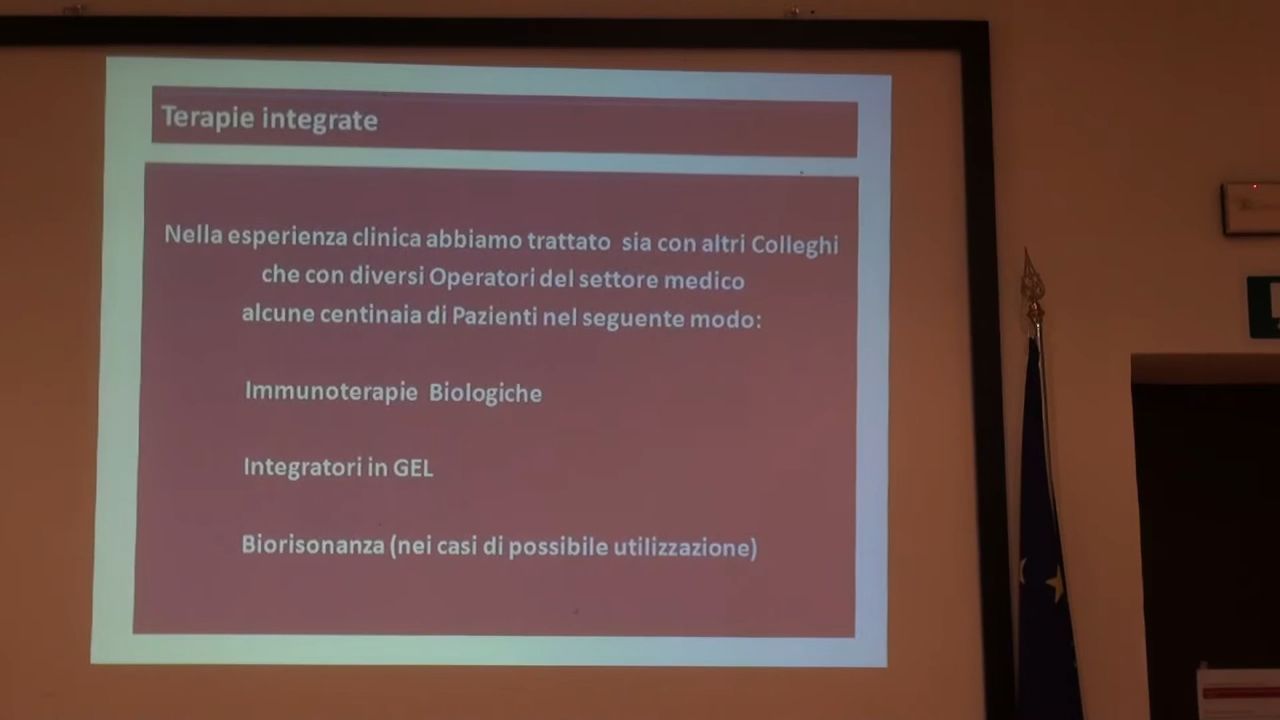 Terapie integrate
Nella esperienza clinica abbiamo trattato sia con altri Colleghi
che con diversi Operatori del settore medico
alcune centinaia di Pazienti nel seguente modo:
Immunoterapie Biologiche
Integratori in GEL
Biorisonanza (nei casi di possibile utilizzazione)